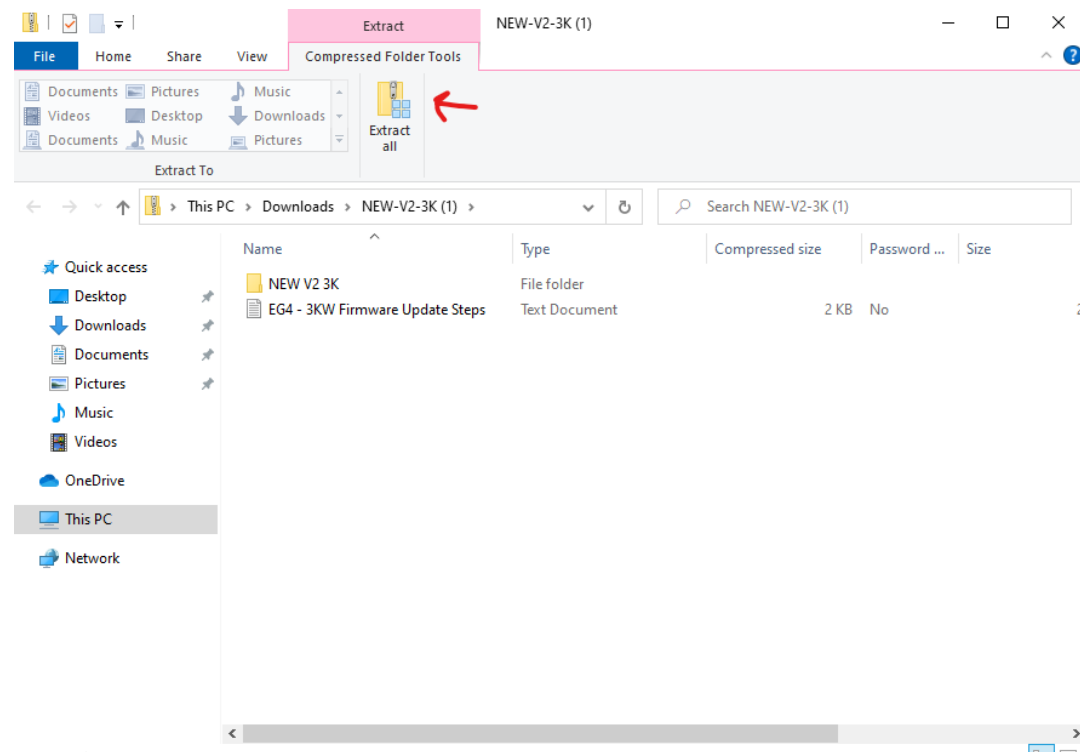 Extract NEW-V2-3K (1)
File Home Share View Compressed Folder Tools ?
Documents Pictures Music
Videos Desktop Downloads
Documents Music Pictures
Extract all
Extract To
This PC > Downloads > NEW-V2-3K (1) > Search NEW-V2-3K (1)
Name Type Compressed size Password ... Size
NEW V2 3K File folder
EG4 - 3KW Firmware Update Steps Text Document 2 KB No
Quick access
Desktop
Downloads
Documents
Pictures
Music
Videos
OneDrive
This PC
Network